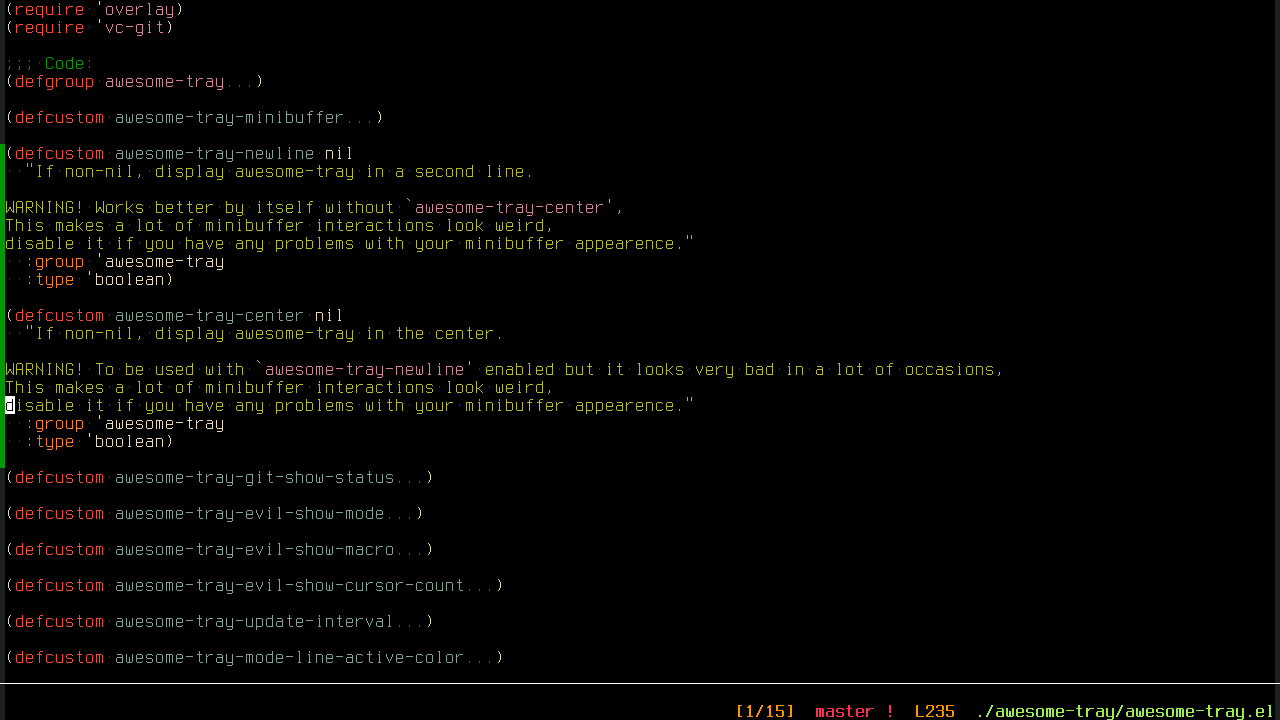 (require 'overlay)
(require 'vc-git)
;;; Code:
(defgroup awesome-tray...)
(defcustom awesome-tray-minibuffer...)
(defcustom awesome-tray-newline nil
"If non-nil, display awesome-tray in a second line.
WARNING! Works better by itself without `awesome-tray-center',
This makes a lot of minibuffer interactions look weird,
disable it if you have any problems with your minibuffer appearence."
:group 'awesome-tray
:type 'boolean)
(defcustom awesome-tray-center nil
"If non-nil, display awesome-tray in the center.
WARNING! To be used with `awesome-tray-newline' enabled but it looks very bad in a lot of occasions,
This makes a lot of minibuffer interactions look weird,
disable it if you have any problems with your minibuffer appearence."
:group 'awesome-tray
:type 'boolean)
(defcustom awesome-tray-git-show-status...)
(defcustom awesome-tray-evil-show-mode...)
(defcustom awesome-tray-evil-show-macro...)
(defcustom awesome-tray-evil-show-cursor-count...)
(defcustom awesome-tray-update-interval...)
(defcustom awesome-tray-mode-line-active-color...)
[1/15] master ! L235 ./awesome-tray/awesome-tray.el